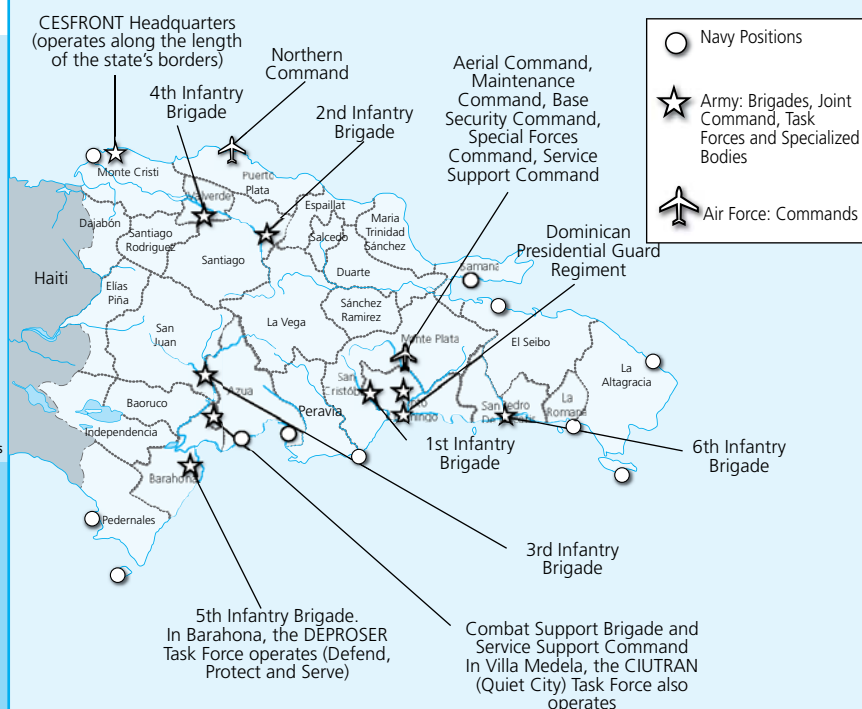 CESFRONT Headquarters
(operates along the length
of the state's borders)
Northern
Command
4th Infantry
Brigade
2nd Infantry
Brigade
Aerial Command,
Maintenance
Command, Base
Security Command,
Special Forces
Command, Service
Support Command
Dominican
Presidential Guard
Regiment
Navy Positions
Army: Brigades, Joint
Command, Task
Forces and Specialized
Bodies
Air Force: Commands
Monte Cristi
Puerto
Plata
Valverde
Espaillat
Maria
Trinidad
Sánchez
Dajabón
Santiago
Rodriguez
Salcedo
Santiago
Duarte
Samaná
Haiti
Elías
Piña
Sánchez
Ramirez
La Vega
San
Juan
Monte Plata
El Seibo
La
Altagracia
Azua
San
Cristóbal
Baoruco
Peravia
San Pedro
La
Romana
Independencia
Barahona
Pedernales
1st Infantry
Brigade
6th Infantry
Brigade
3rd Infantry
Brigade
5th Infantry Brigade.
In Barahona, the DEPROSER
Task Force operates (Defend,
Protect and Serve)
Combat Support Brigade and
Service Support Command
In Villa Medela, the CIUTRAN
(Quiet City) Task Force also
operates
s